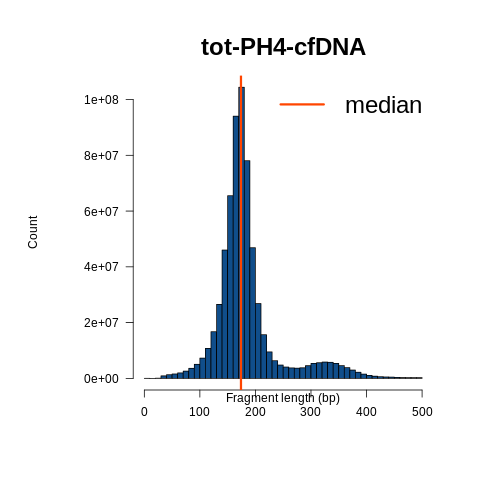 tot-PH4-cfDNA
median
Count
1e+08
8e+07
6e+07
4e+07
2e+07
0e+00
Fragment length (bp)
0 100 200 300 400 500